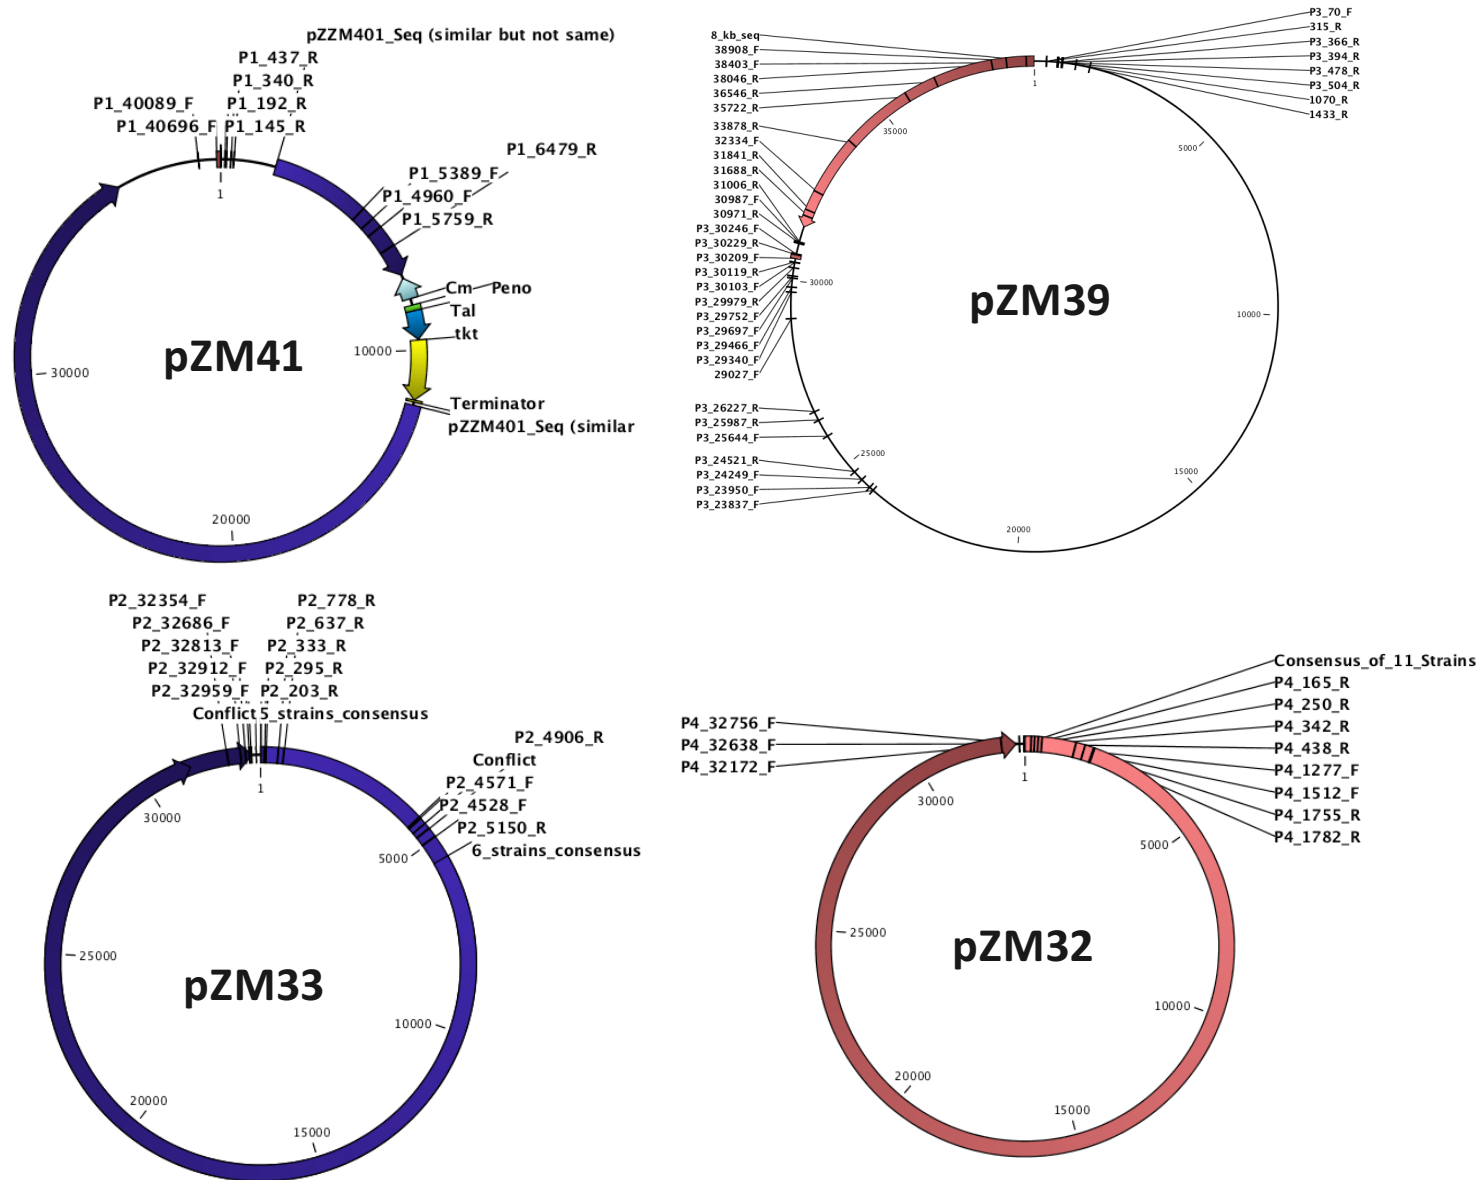 pZZM401_Seq (similar but not same)
P1_437_R
P1_340_R
P1_40089_F
P1_192_R
P1_40696_F
P1_145_R
P1_6479_R
P1_5389_F
P1_4960_F
P1_5759_R
1
Cm
Peno
Tal
tkt
10000
pZM41
30000
Terminator
pZZM401_Seq (similar
20000
8_kb_seq
38908_F
38403_F
38046_R
36546_R
35722_R
33878_R
32334_F
31841_R
31688_R
31006_R
30987_F
30971_R
P3_30246_F
P3_30229_R
P3_30209_F
P3_30119_R
P3_30103_F
P3_29979_R
P3_29752_F
P3_29697_F
P3_29466_F
P3_29340_F
29027_F
P3_26227_R
P3_25987_R
P3_25644_F
P3_24521_R
P3_24249_F
P3_23950_F
P3_23837_F
P3_70_F
315_R
P3_366_R
P3_394_R
P3_478_R
P3_504_R
1070_R
1433_R
1
35000
5000
30000
pZM39
10000
25000
15000
20000
P2_32354_F
P2_778_R
P2_32686_F
P2_637_R
P2_32813_F
P2_333_R
P2_32912_F
P2_295_R
P2_32959_F
P2_203_R
Conflict
5_strains_consensus
P2_4906_R
Conflict
P2_4571_F
P2_4528_F
P2_5150_R
6_strains_consensus
1
30000
5000
25000
pZM33
10000
20000
15000
Consensus_of_11_Strains
P4_165_R
P4_250_R
P4_342_R
P4_438_R
P4_1277_F
P4_1512_F
P4_1755_R
P4_1782_R
P4_32756_F
P4_32638_F
P4_32172_F
1
30000
5000
25000
pZM32
10000
20000
15000